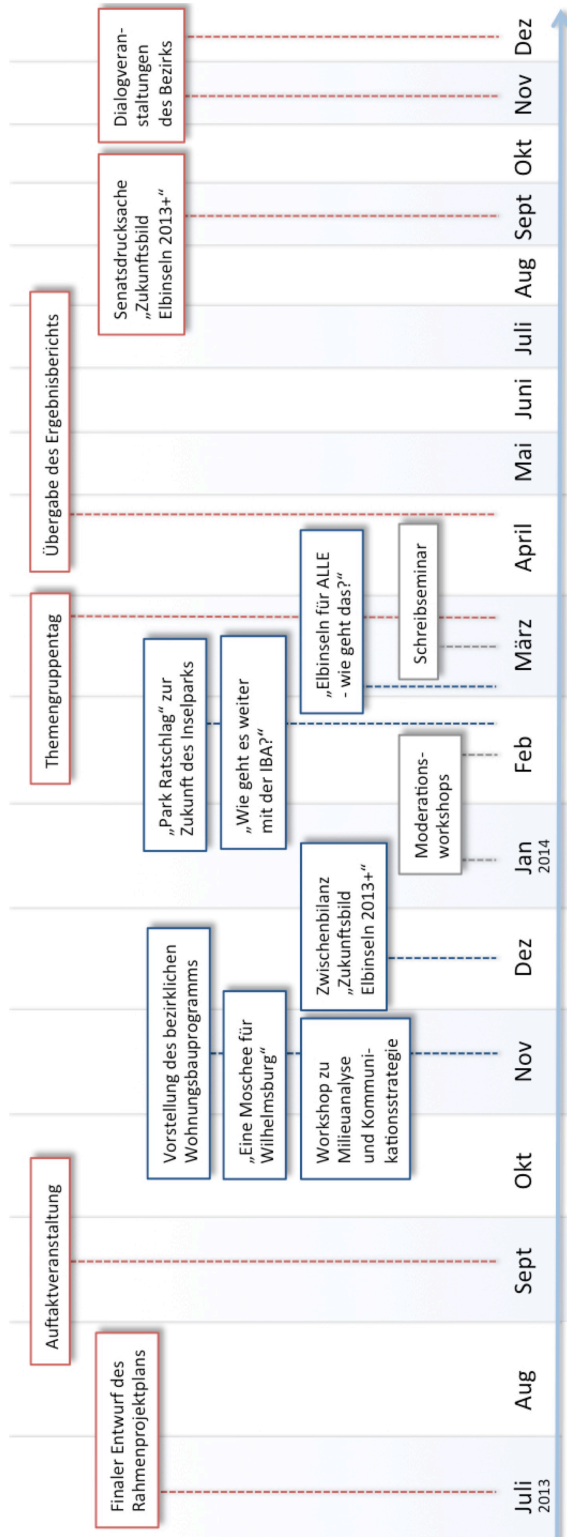 Auftaktveranstaltung
Themengruppentag
Übergabe des Ergebnisberichts
Finaler Entwurf des
Rahmenprojektplans
Senatsdrucksache
„Zukunftsbild
Elbinseln 2013+“
Dialogveran-
staltungen
des Bezirks
Vorstellung des bezirklichen
Wohnungsbauprogramms
„Park Ratschlag“ zur
Zukunft des Inselparks
„Eine Moschee für
Wilhelmsburg“
„Wie geht es weiter
mit der IBA?“
Workshop zu
Milieuanalyse
und Kommuni-
kationsstrategie
Zwischenbilanz
„Zukunftsbild
Elbinseln 2013+“
„Elbinseln für ALLE
- wie geht das?“
Moderations-
workshops
Schreibseminar
Juli
2013
Aug
Sept
Okt
Nov
Dez
Jan
2014
Feb
März
April
Mai
Juni
Juli
Aug
Sept
Okt
Nov
Dez